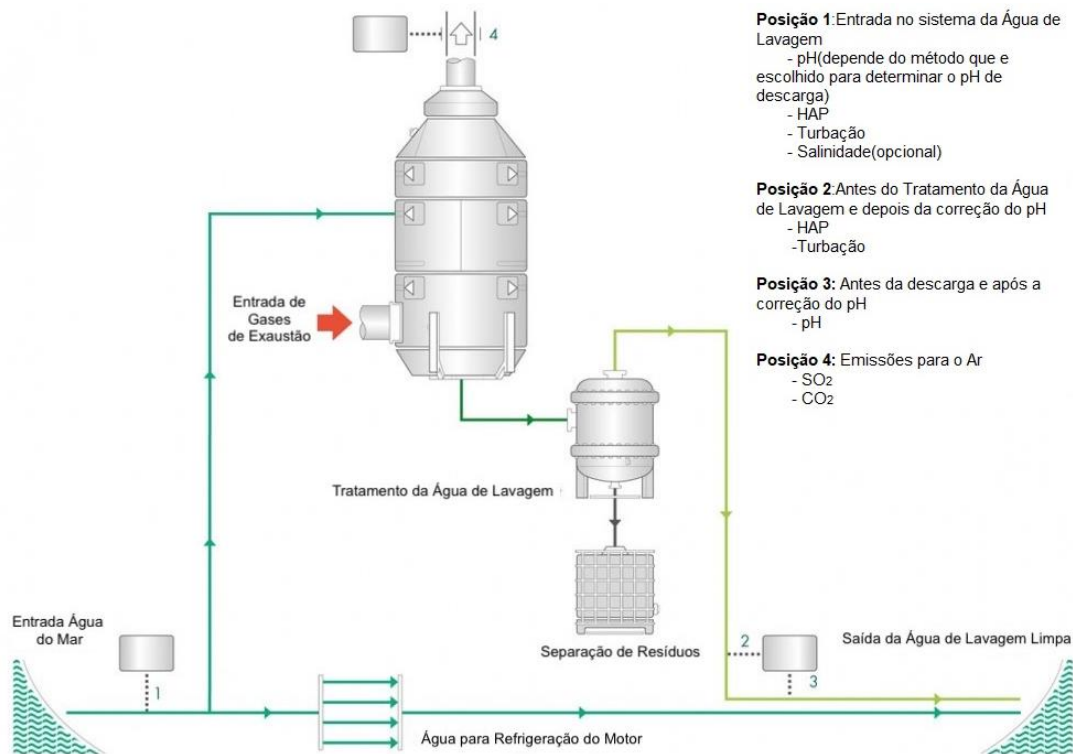 4
Posição 1:Entrada no sistema da Água de
Lavagem
- pH(depende do método que e
escolhido para determinar o pH de
descarga)
- HAP
- Turbação
- Salinidade(opcional)
Posição 2:Antes do Tratamento da Água
de Lavagem e depois da correção do pH
- HAP
-Turbação
Posição 3: Antes da descarga e após a
correção do pH
- pH
Posição 4: Emissões para o Ar
- SO2
- CO2
Entrada de
Gases
de Exaustão
Tratamento da Água de Lavagem
Entrada Água
do Mar
1
Separação de Resíduos
2
3
Saída da Água de Lavagem Limpa
Água para Refrigeração do Motor